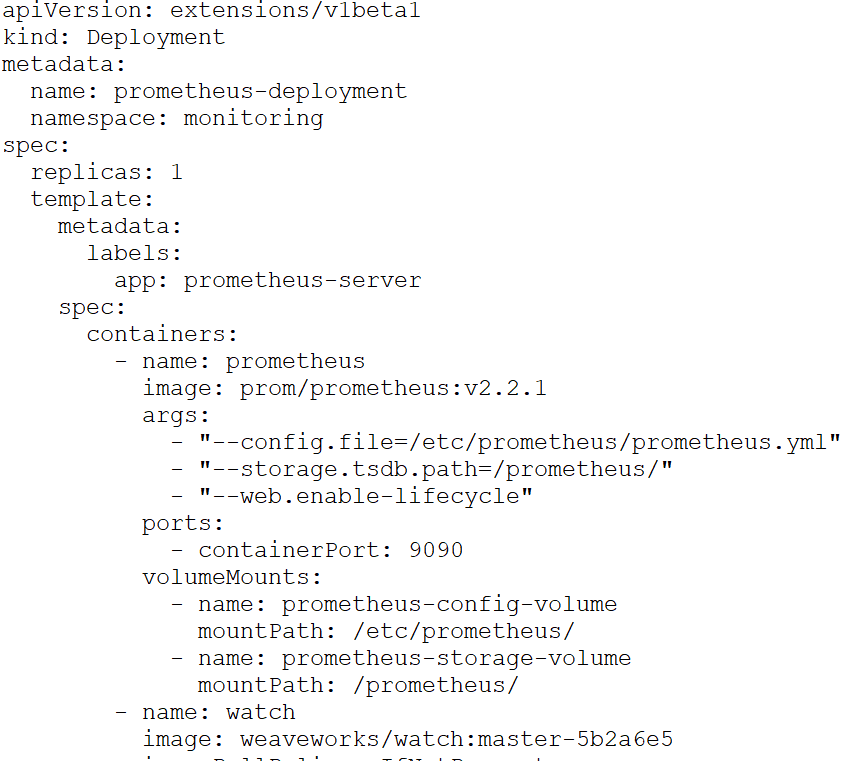 apiVersion: extensions/v1beta1
kind: Deployment
metadata:
  name: prometheus-deployment
  namespace: monitoring
spec:
  replicas: 1
  template:
    metadata:
      labels:
        app: prometheus-server
    spec:
      containers:
        - name: prometheus
          image: prom/prometheus:v2.2.1
          args:
            - "--config.file=/etc/prometheus/prometheus.yml"
            - "--storage.tsdb.path=/prometheus/"
            - "--web.enable-lifecycle"
          ports:
            - containerPort: 9090
          volumeMounts:
            - name: prometheus-config-volume
              mountPath: /etc/prometheus/
            - name: prometheus-storage-volume
              mountPath: /prometheus/
        - name: watch
          image: weaveworks/watch:master-5b2a6e5